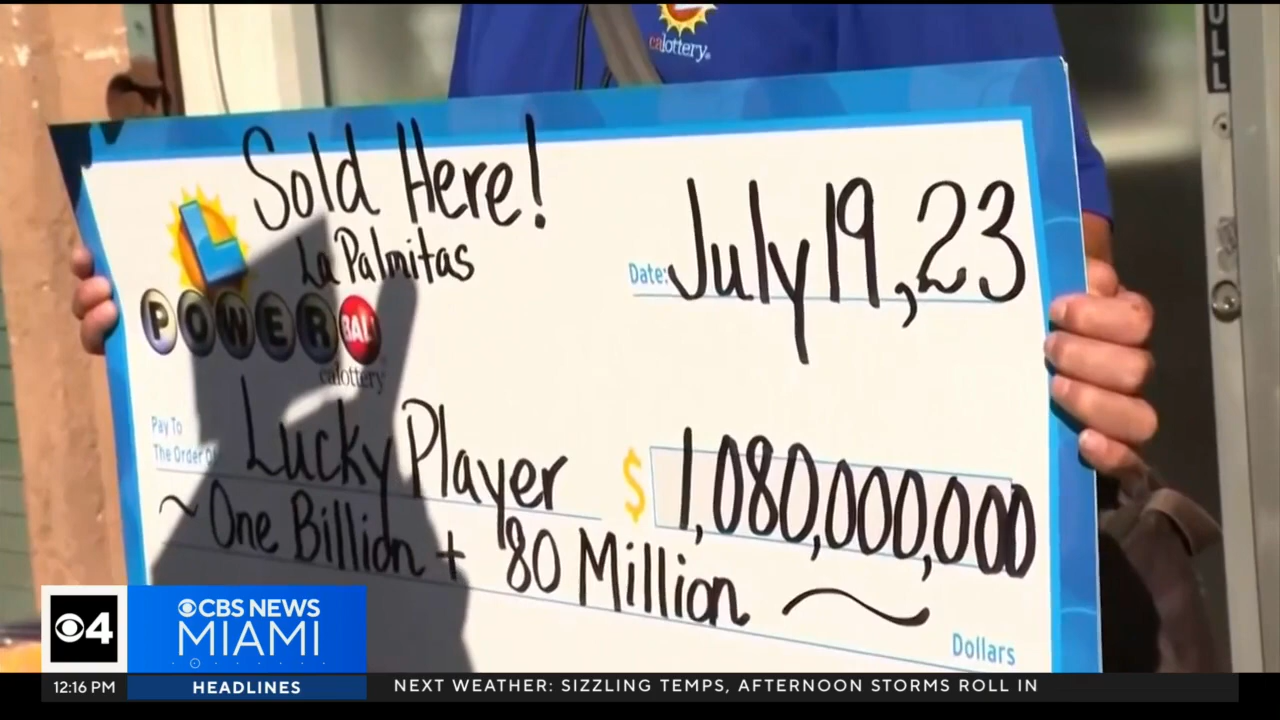 calottery
ULL
Sold Here!
La Palmitas
Date: July 19, 23
POWERBALL
calottery
Pay To
The Order Of Lucky Player $ 1,080,000,000
~ One Billion + 80 Million ~
Dollars
4
CBS NEWS
MIAMI
12:16 PM HEADLINES NEXT WEATHER: SIZZLING TEMPS, AFTERNOON STORMS ROLL IN